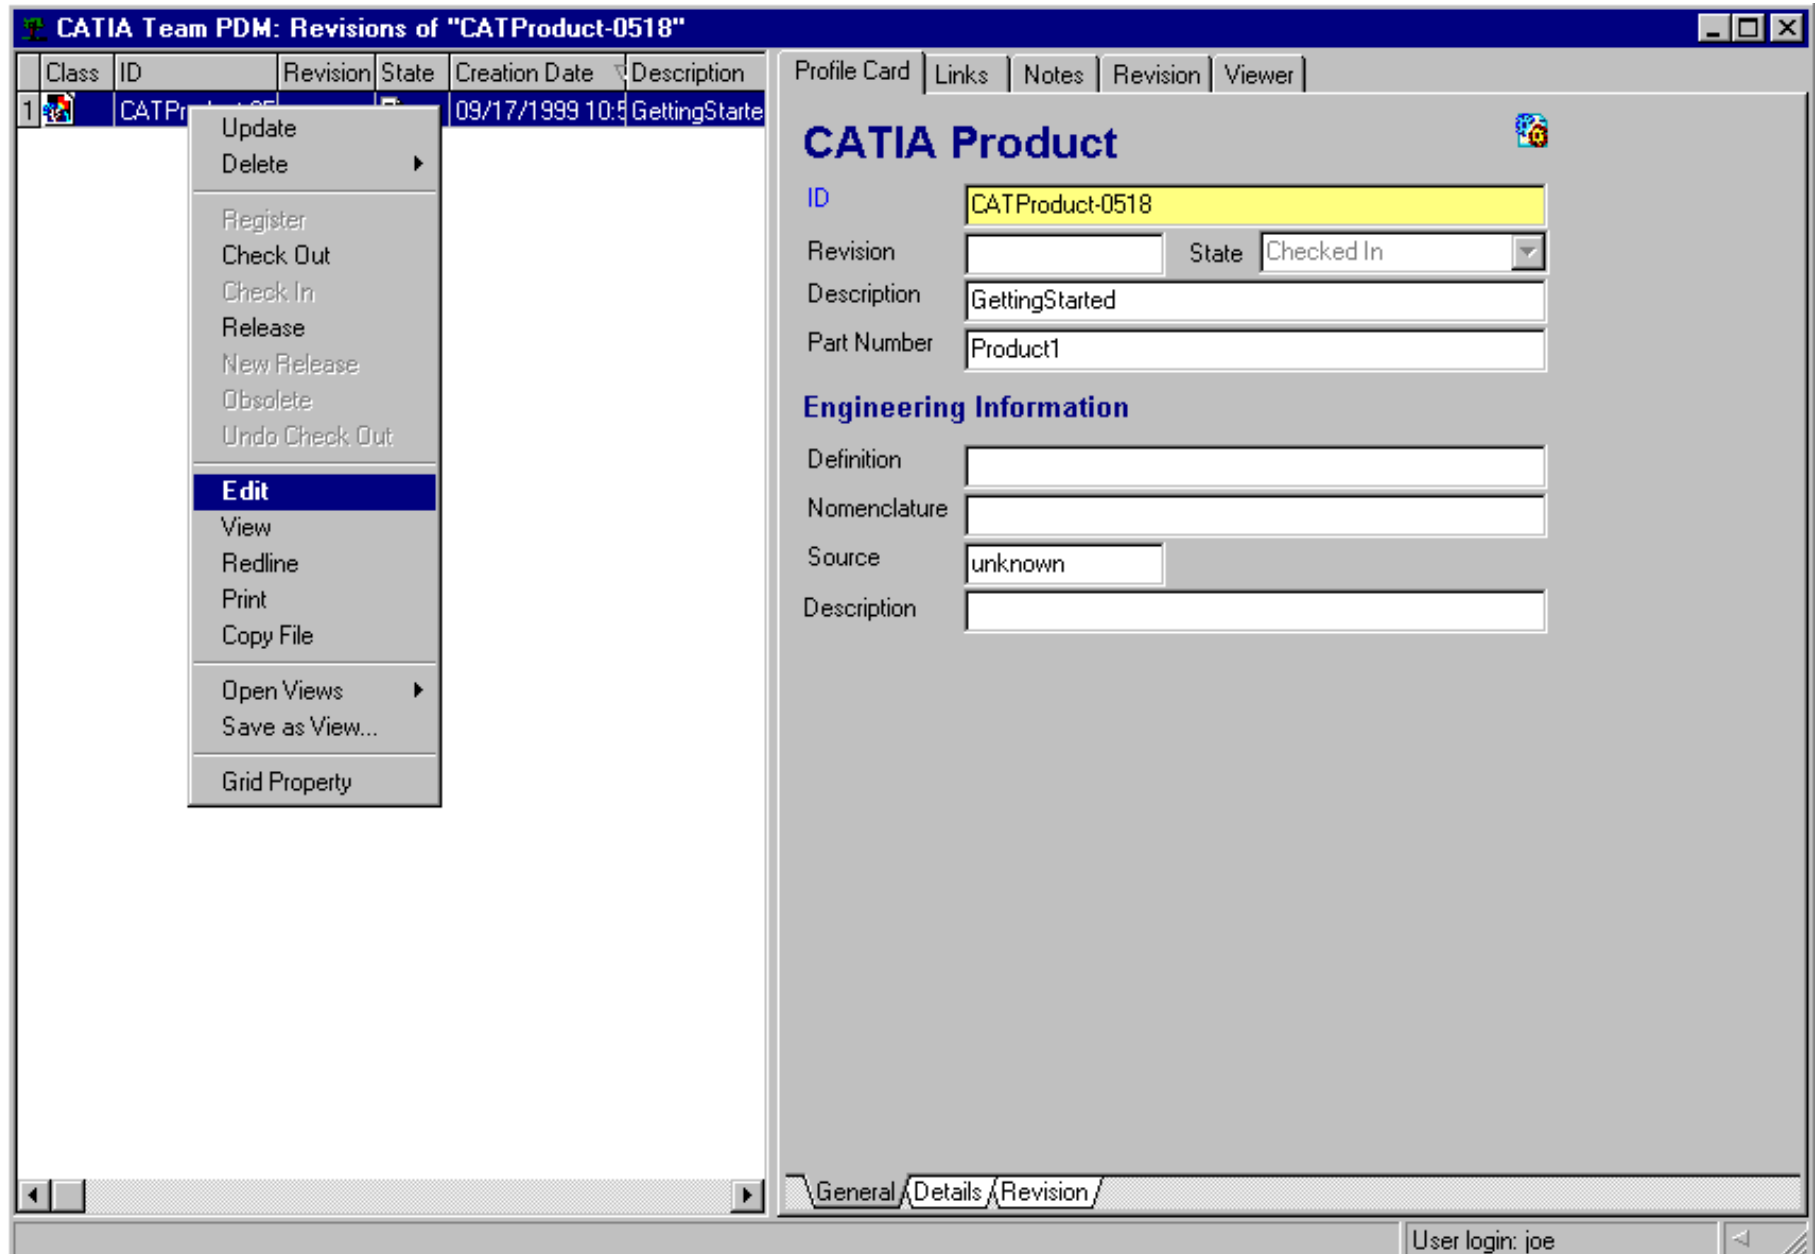 CATIA Team PDM: Revisions of "CATProduct-0518"
Class ID Revision State Creation Date Description
1 09/17/1999 10:5 GettingStarte
Update
Delete
Register
Check Out
Check In
Release
New Release
Obsolete
Undo Check Out
Edit
View
Redline
Print
Copy File
Open Views
Save as View...
Grid Property
Profile Card Links Notes Revision Viewer
CATIA Product
ID CATProduct-0518
Revision State Checked In
Description GettingStarted
Part Number Product1
Engineering Information
Definition
Nomenclature
Source unknown
Description
General Details Revision
User login: joe